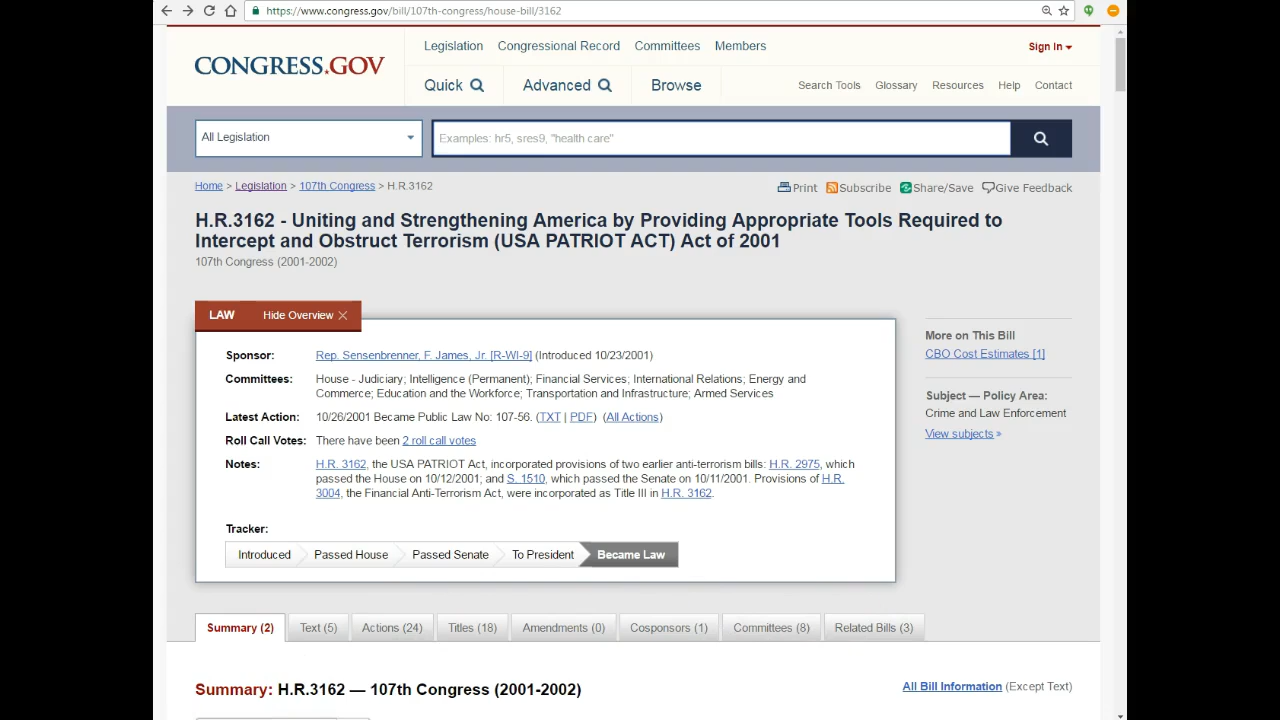 https://www.congress.gov/bill/107th-congress/house-bill/3162
CONGRESS.GOV
Legislation Congressional Record Committees Members
Sign In
Quick Advanced Browse
Search Tools Glossary Resources Help Contact
All Legislation
Examples: hr5, sres9, "health care"
Home > Legislation > 107th Congress > H.R.3162
Print Subscribe Share/Save Give Feedback
H.R.3162 - Uniting and Strengthening America by Providing Appropriate Tools Required to
Intercept and Obstruct Terrorism (USA PATRIOT ACT) Act of 2001
107th Congress (2001-2002)
LAW Hide Overview
Sponsor: Rep. Sensenbrenner, F. James, Jr. [R-WI-9] (Introduced 10/23/2001)
Committees: House - Judiciary; Intelligence (Permanent); Financial Services; International Relations; Energy and
Commerce; Education and the Workforce; Transportation and Infrastructure; Armed Services
Latest Action: 10/26/2001 Became Public Law No: 107-56. (TXT | PDF) (All Actions)
Roll Call Votes: There have been 2 roll call votes
Notes: H.R. 3162, the USA PATRIOT Act, incorporated provisions of two earlier anti-terrorism bills: H.R. 2975, which
passed the House on 10/12/2001; and S. 1510, which passed the Senate on 10/11/2001. Provisions of H.R.
3004, the Financial Anti-Terrorism Act, were incorporated as Title III in H.R. 3162.
Tracker:
Introduced Passed House Passed Senate To President Became Law
More on This Bill
CBO Cost Estimates [1]
Subject — Policy Area:
Crime and Law Enforcement
View subjects »
Summary (2) Text (5) Actions (24) Titles (18) Amendments (0) Cosponsors (1) Committees (8) Related Bills (3)
Summary: H.R.3162 — 107th Congress (2001-2002)
All Bill Information (Except Text)